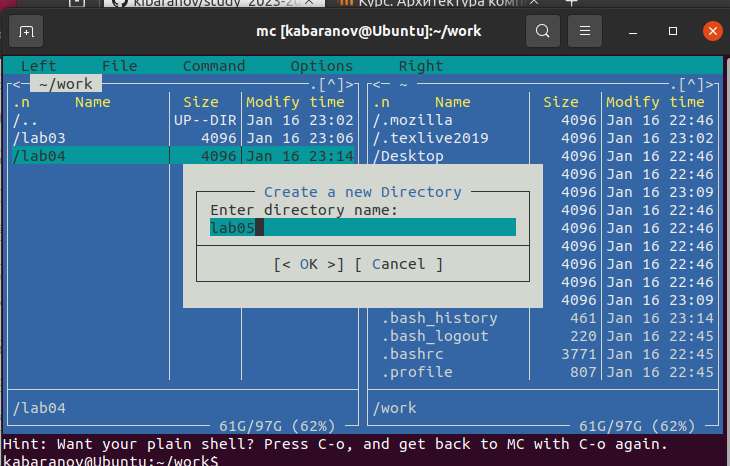 kibaranov/study_2023-20 Курс: Архитектура комп
mc [kabaranov@Ubuntu]:~/work
Left File Command Options Right
<─ ~/work .[^]> <─ ~ .[^]>
.n Name Size Modify time .n Name Size Modify time
/.. UP--DIR Jan 16 23:02 /.mozilla 4096 Jan 16 22:46
/lab03 4096 Jan 16 23:06 /.texlive2019 4096 Jan 16 23:02
/lab04 4096 Jan 16 23:14 /Desktop 4096 Jan 16 22:46
4096 Jan 16 22:46
Create a new Directory 4096 Jan 16 23:09
Enter directory name: 4096 Jan 16 22:46
lab05 4096 Jan 16 22:46
4096 Jan 16 22:46
[< OK >] [ Cancel ] 4096 Jan 16 22:46
4096 Jan 16 22:46
4096 Jan 16 23:09
.bash_history 461 Jan 16 23:14
.bash_logout 220 Jan 16 22:45
.bashrc 3771 Jan 16 22:45
.profile 807 Jan 16 22:45
/lab04 /work
61G/97G (62%) 61G/97G (62%)
Hint: Want your plain shell? Press C-o, and get back to MC with C-o again.
kabaranov@Ubuntu:~/work$